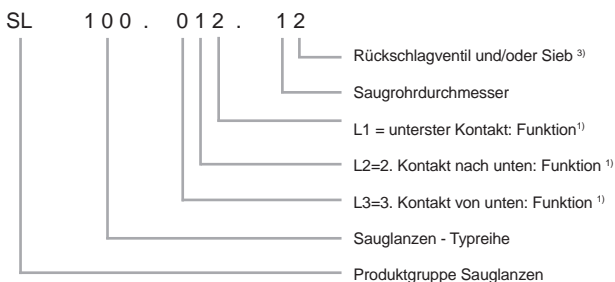 SL 100. 012. 12
Rückschlagventil und/oder Sieb 3)
Saugrohrdurchmesser
L1 = unterster Kontakt: Funktion1)
L2=2. Kontakt nach unten: Funktion 1)
L3=3. Kontakt von unten: Funktion 1)
Sauglanzen - Typreihe
Produktgruppe Sauglanzen